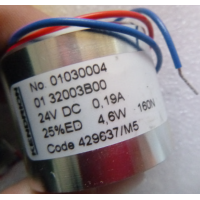 No. 01030004
01 32003B00
24V DC 0,19A
25%ED 4,6W 160N
Code 429637/M5